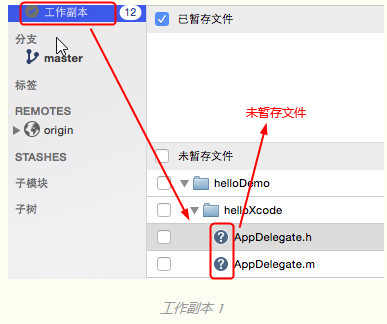 工作副本 12
分支
master
标签
REMOTES
origin
STASHES
子模块
子树
已暂存文件
未暂存文件
未暂存文件
helloDemo
helloXcode
AppDelegate.h
AppDelegate.m
工作副本 1